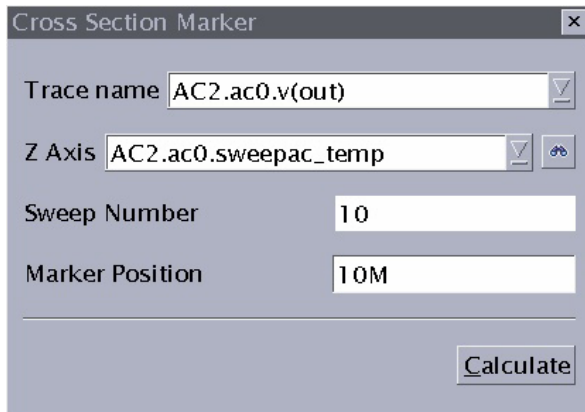 Cross Section Marker
Trace name AC2.ac0.v(out)
Z Axis AC2.ac0.sweepac_temp
Sweep Number 10
Marker Position 10M
Calculate